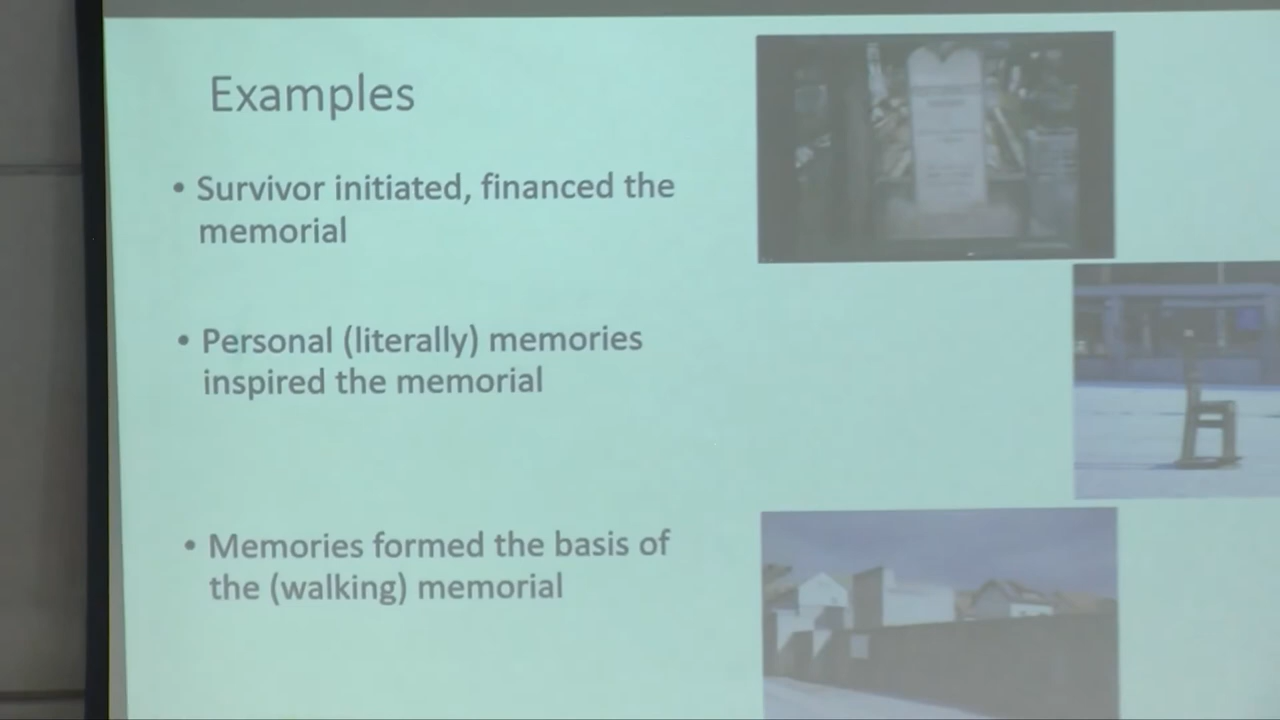 Examples
• Survivor initiated, financed the
memorial
• Personal (literally) memories
inspired the memorial
• Memories formed the basis of
the (walking) memorial